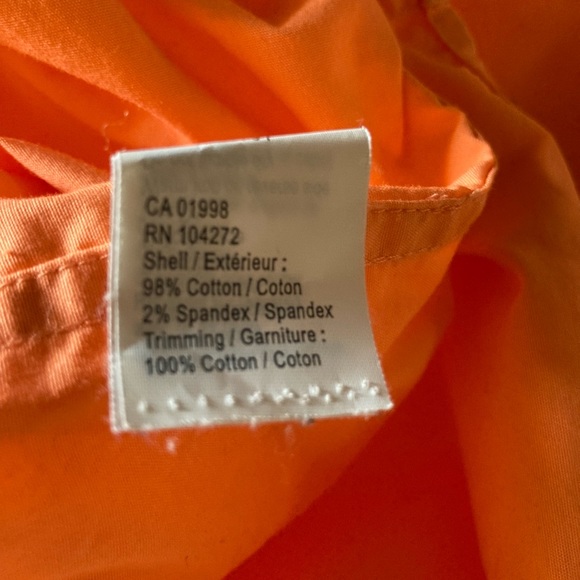 CA 01998
RN 104272
Shell / Extérieur :
98% Cotton / Coton
2% Spandex / Spandex
Trimming / Garniture :
100% Cotton / Coton